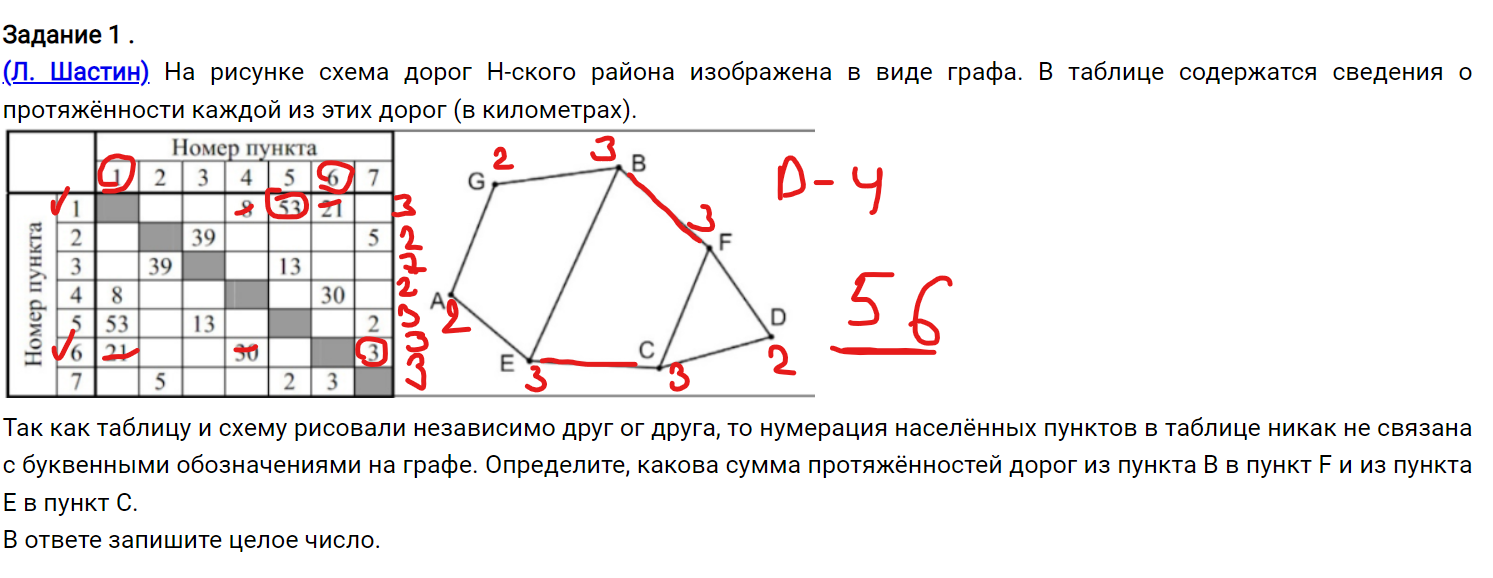 Задание 1 .
(Л. Шастин) На рисунке схема дорог Н-ского района изображена в виде графа. В таблице содержатся сведения о
протяжённости каждой из этих дорог (в километрах).
Номер пункта
1 2 3 4 5 6 7
Номер пункта
1 8 53 21 3
2 39 5 2
3 39 13 2
4 8 30 2
5 53 13 2 3
6 21 30 3 3
7 5 2 3 3
G 2
3 B
3 F
A 2
E 3
C 3
D 2
D - 4
56
Так как таблицу и схему рисовали независимо друг ог друга, то нумерация населённых пунктов в таблице никак не связана
с буквенными обозначениями на графе. Определите, какова сумма протяжённостей дорог из пункта B в пункт F и из пункта
E в пункт C.
В ответе запишите целое число.